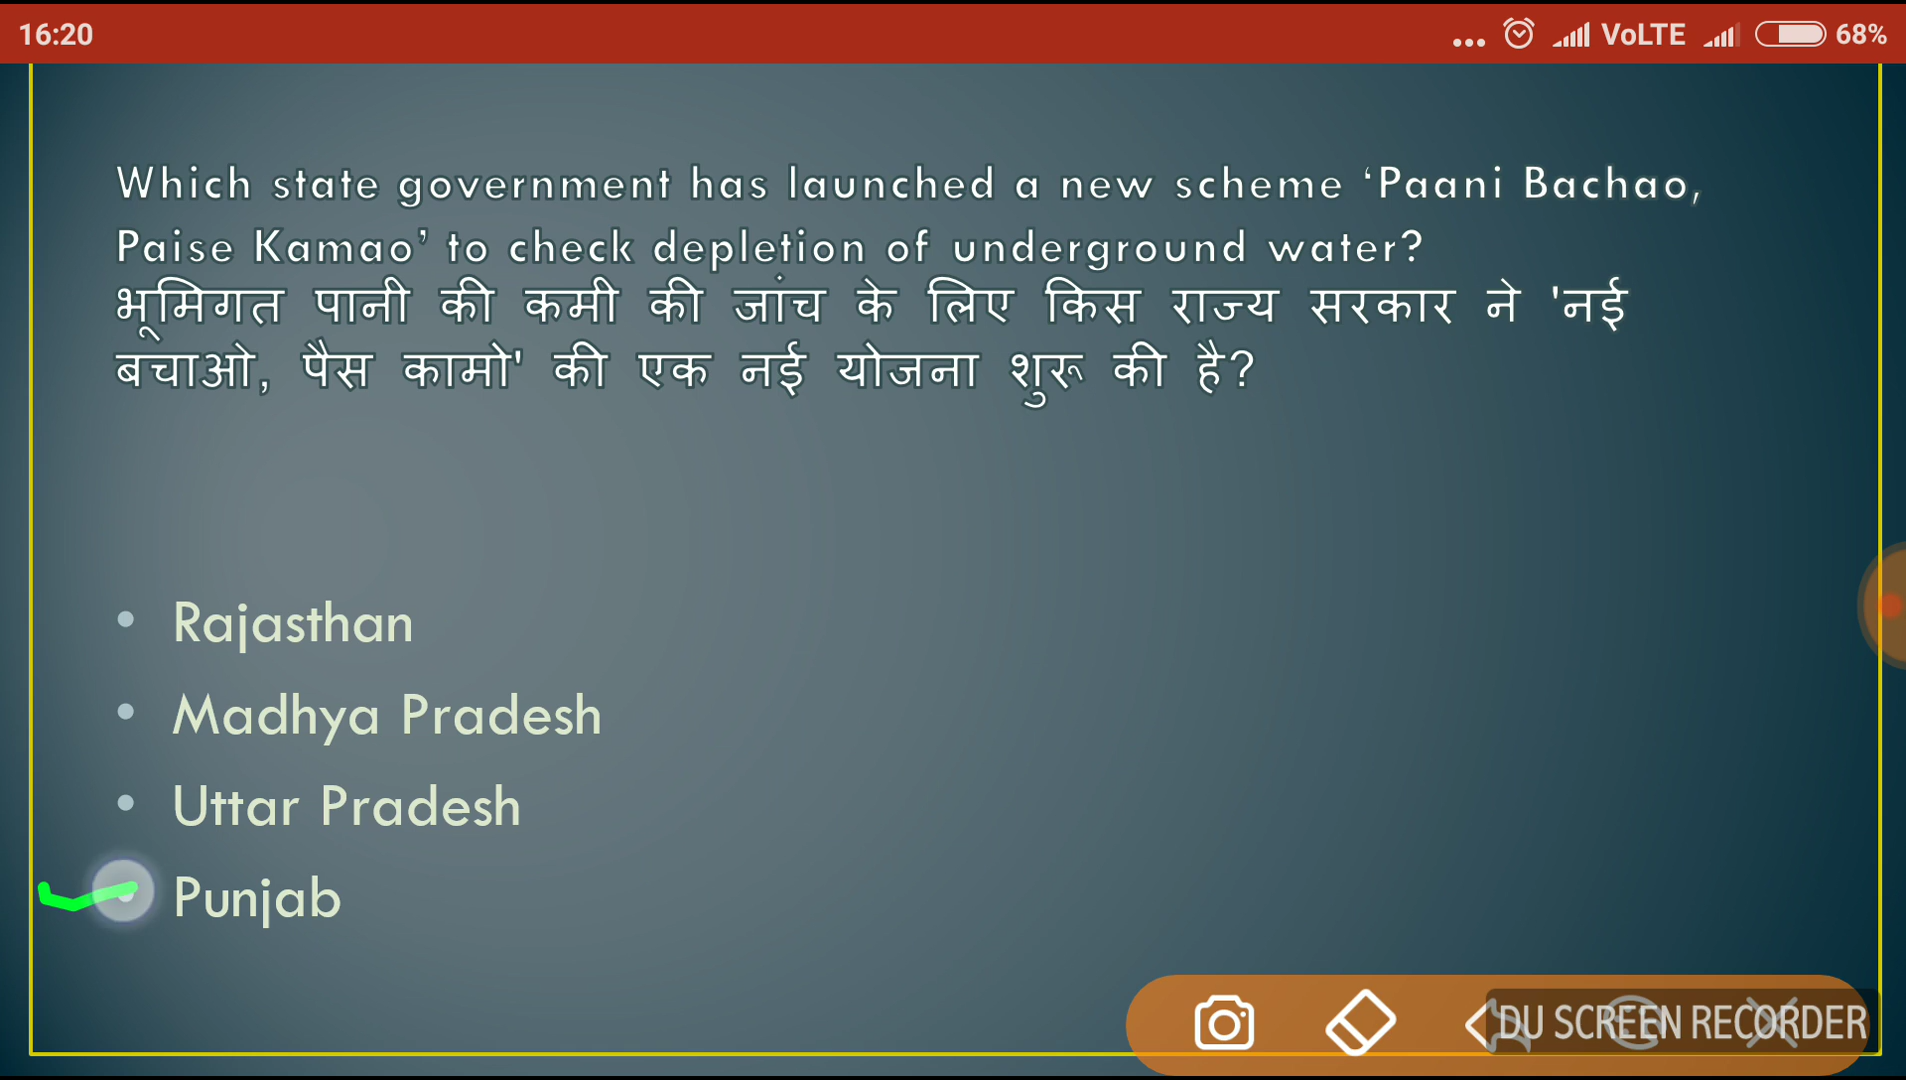 16:20
... VoLTE 68%
Which state government has launched a new scheme ‘Paani Bachao,
Paise Kamao’ to check depletion of underground water?
भूमिगत पानी की कमी की जांच के लिए किस राज्य सरकार ने 'नई
बचाओ, पैस कामो' की एक नई योजना शुरू की है?
• Rajasthan
• Madhya Pradesh
• Uttar Pradesh
• Punjab
DU SCREEN RECORDER